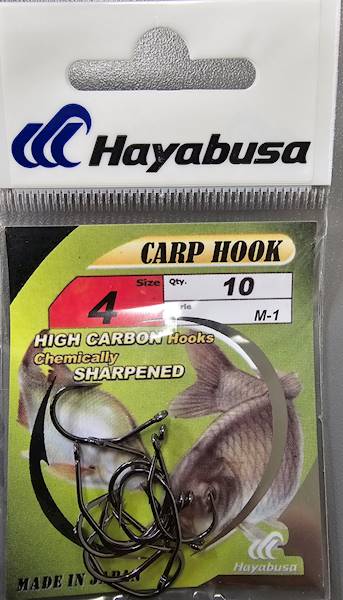 Hayabusa
CARP HOOK
Size Qty.
4 10
M-1
HIGH CARBON Hooks
Chemically
SHARPENED
MADE IN JAPAN
Hayabusa